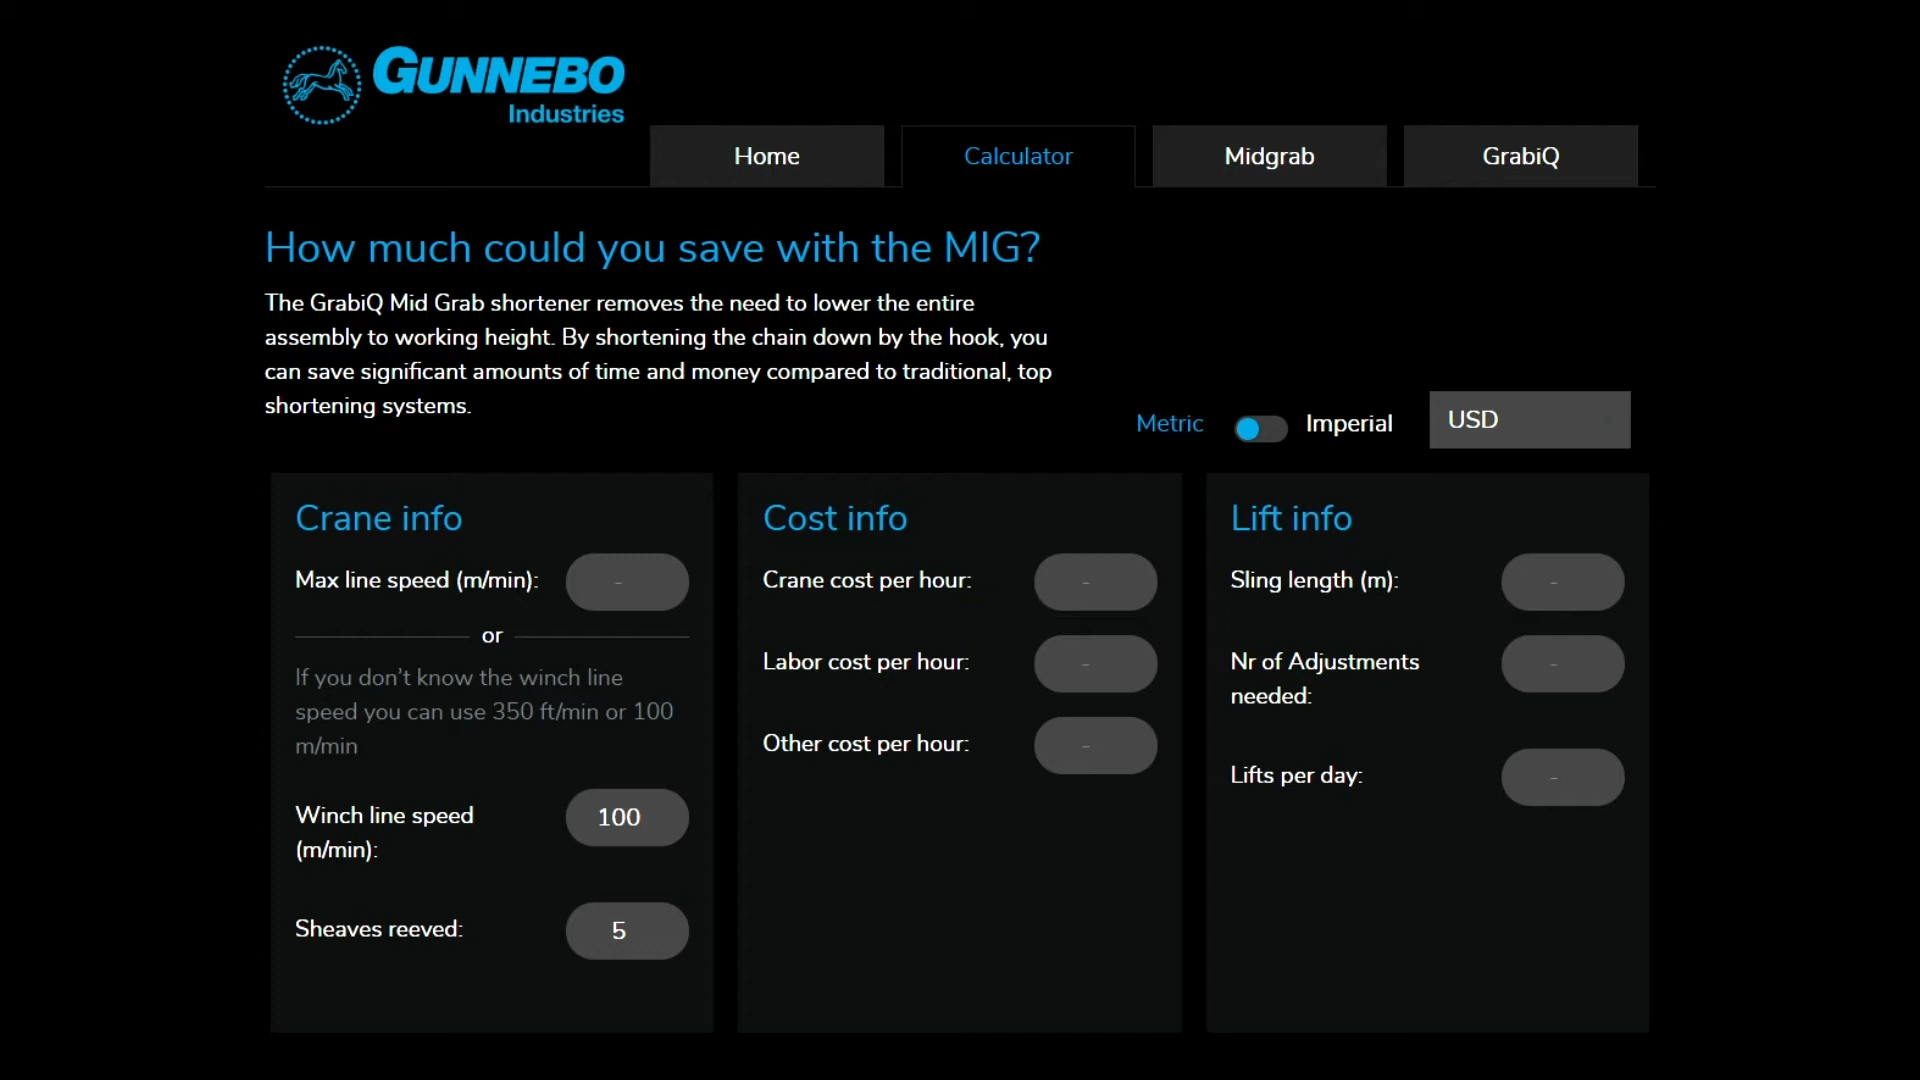 GUNNEBO
Industries
Home
Calculator
Midgrab
GrabiQ
How much could you save with the MIG?
The GrabiQ Mid Grab shortener removes the need to lower the entire
assembly to working height. By shortening the chain down by the hook, you
can save significant amounts of time and money compared to traditional, top
shortening systems.
Metric
Imperial
USD
Crane info
Max line speed (m/min): -
or
If you don’t know the winch line
speed you can use 350 ft/min or 100
m/min
Winch line speed
(m/min):
100
Sheaves reeved: 5
Cost info
Crane cost per hour: -
Labor cost per hour: -
Other cost per hour: -
Lift info
Sling length (m): -
Nr of Adjustments
needed:
-
Lifts per day: -